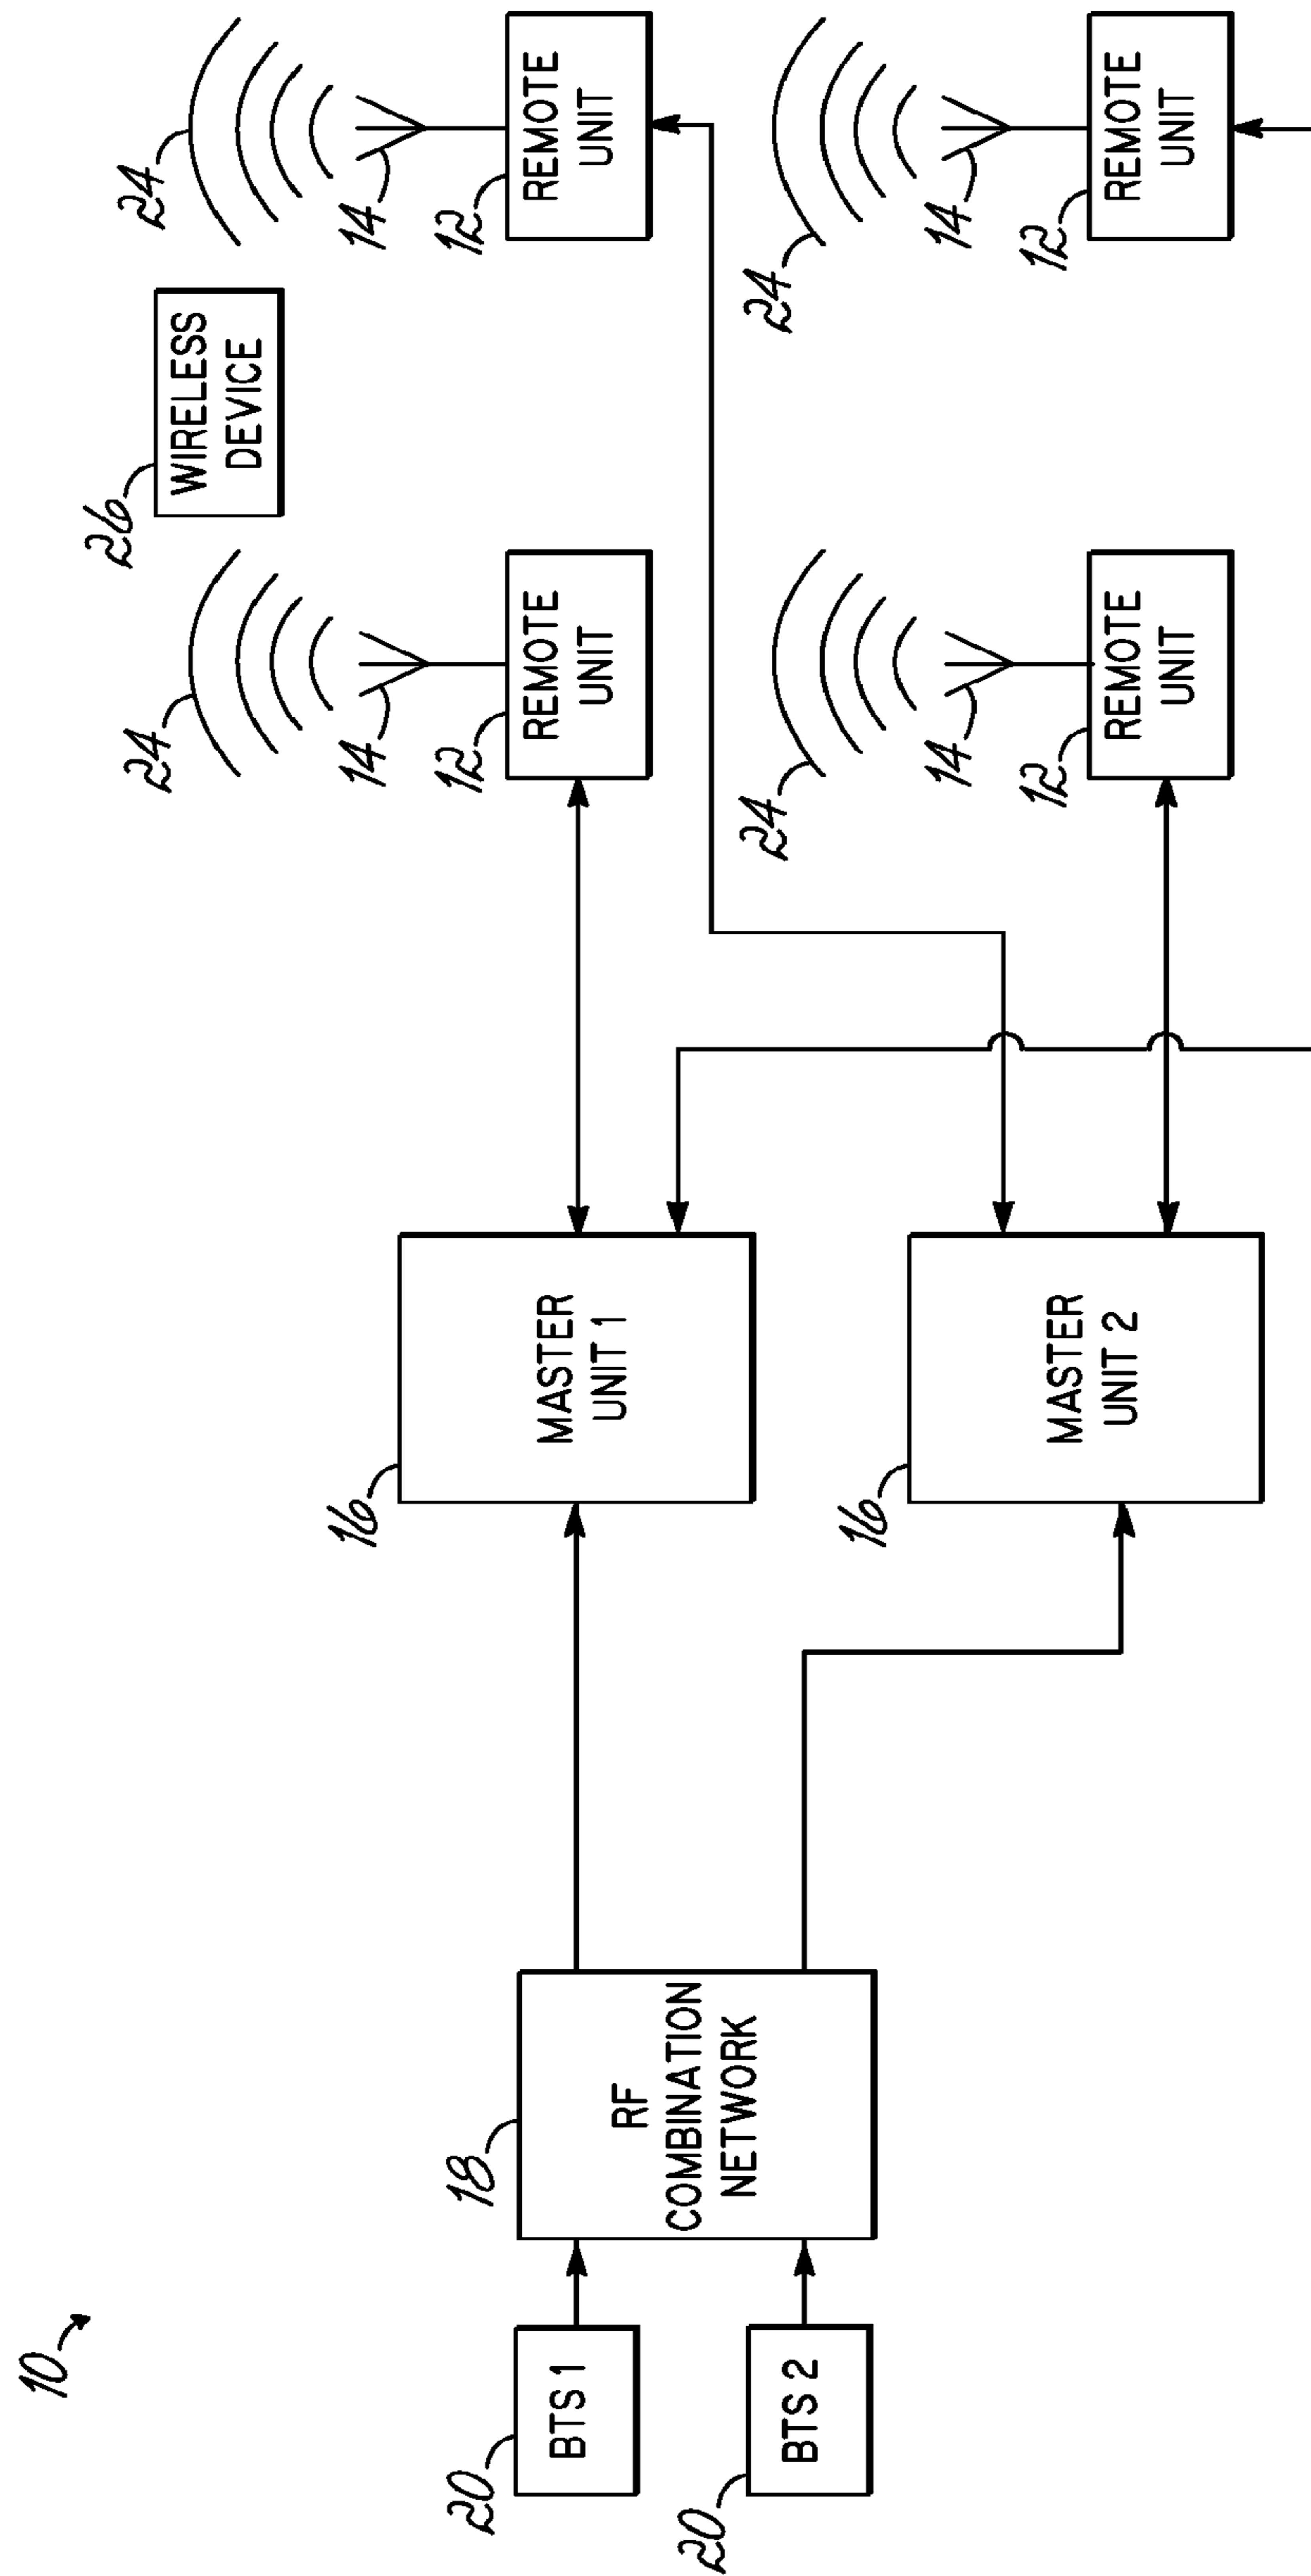 10
20
BTS 1
20
BTS 2
18
RF
COMBINATION
NETWORK
16
MASTER
UNIT 1
16
MASTER
UNIT 2
24
14
12
REMOTE
UNIT
26
WIRELESS
DEVICE
24
14
12
REMOTE
UNIT
24
14
12
REMOTE
UNIT
24
14
12
REMOTE
UNIT